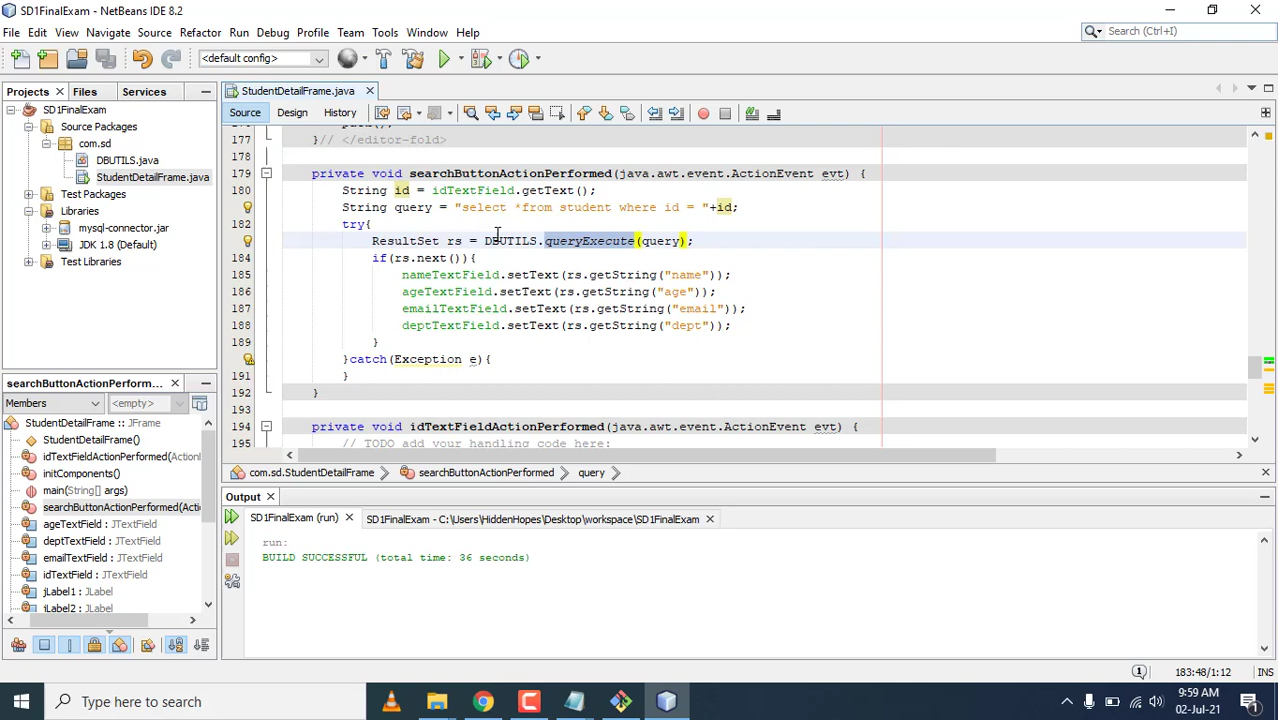 SD1FinalExam - NetBeans IDE 8.2
File Edit View Navigate Source Refactor Run Debug Profile Team Tools Window Help
Search (Ctrl+I)
<default config>
Projects Files Services
SD1FinalExam
Source Packages
com.sd
DBUTILS.java
StudentDetailFrame.java
Test Packages
Libraries
mysql-connector.jar
JDK 1.8 (Default)
Test Libraries
searchButtonActionPerform...
Members <empty>
StudentDetailFrame :: JFrame
StudentDetailFrame()
idTextFieldActionPerformed(Action
initComponents()
main(String[] args)
searchButtonActionPerformed(Acti
ageTextField : JTextField
deptTextField : JTextField
emailTextField : JTextField
idTextField : JTextField
jLabel1 : JLabel
jLabel2 : JLabel
StudentDetailFrame.java
Source Design History
177 }// </editor-fold>
178
179 private void searchButtonActionPerformed(java.awt.event.ActionEvent evt) {
180 String id = idTextField.getText();
String query = "select *from student where id = "+id;
182 try{
ResultSet rs = DBUTILS.queryExecute(query);
184 if(rs.next()){
185 nameTextField.setText(rs.getString("name"));
186 ageTextField.setText(rs.getString("age"));
187 emailTextField.setText(rs.getString("email"));
188 deptTextField.setText(rs.getString("dept"));
189 }
}catch(Exception e){
191 }
192 }
193
194 private void idTextFieldActionPerformed(java.awt.event.ActionEvent evt) {
195 // TODO add your handling code here:
com.sd.StudentDetailFrame searchButtonActionPerformed query
Output
SD1FinalExam (run) SD1FinalExam - C:\Users\HiddenHopes\Desktop\workspace\SD1FinalExam
run:
BUILD SUCCESSFUL (total time: 36 seconds)
1 183:48/1:12 INS
Type here to search
9:59 AM
02-Jul-21
1